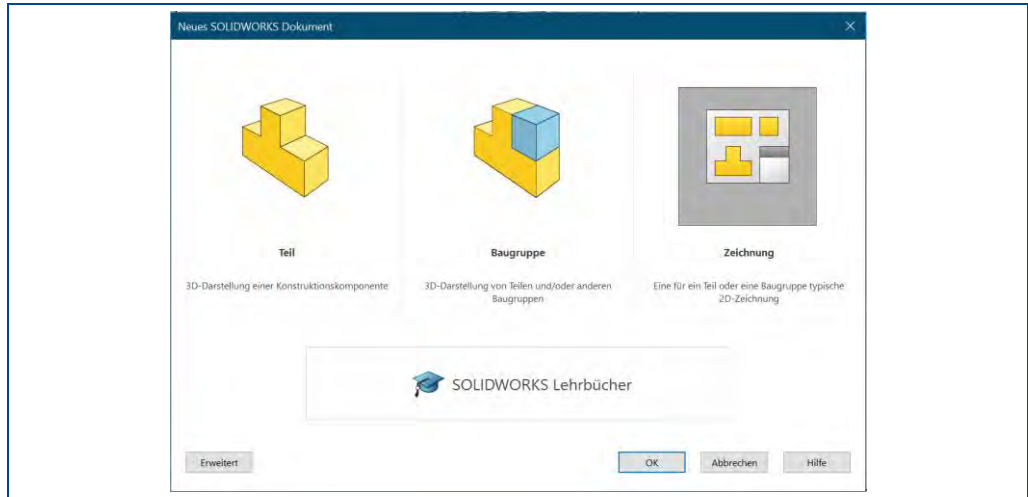 Neues SOLIDWORKS Dokument
Teil
Baugruppe
Zeichnung
3D-Darstellung einer Konstruktionskomponente
3D-Darstellung von Teilen und/oder anderen
Baugruppen
Eine für ein Teil oder eine Baugruppe typische
2D-Zeichnung
SOLIDWORKS Lehrbücher
Erweitert
OK
Abbrechen
Hilfe